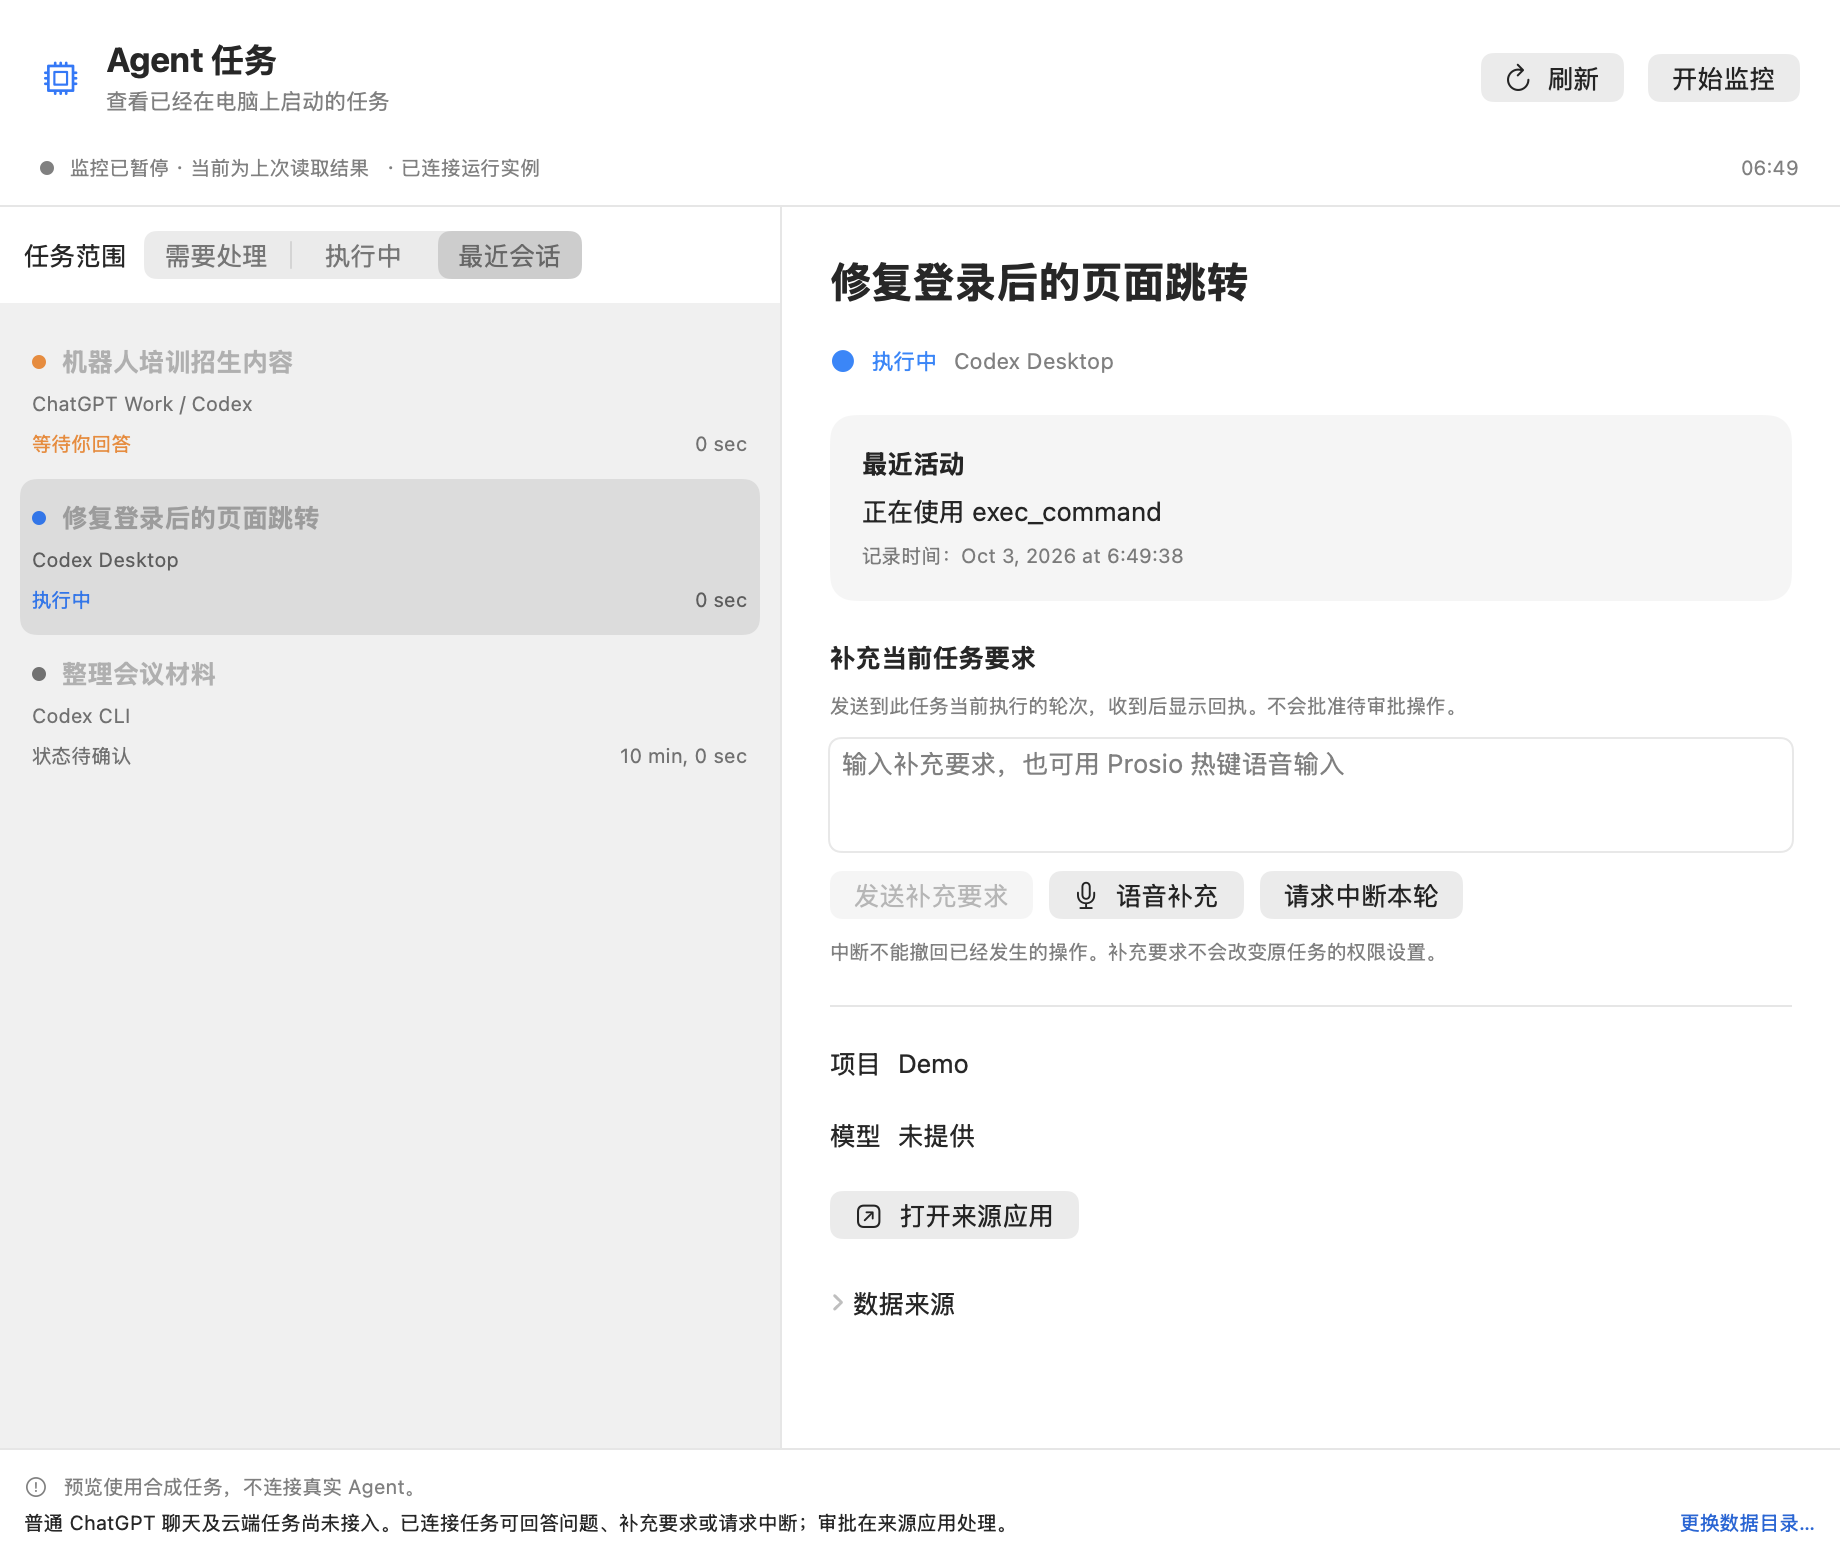 Agent 任务
查看已经在电脑上启动的任务
刷新
开始监控
监控已暂停 · 当前为上次读取结果 · 已连接运行实例
06:49
任务范围
需要处理
执行中
最近会话
机器人培训招生内容
ChatGPT Work / Codex
等待你回答
0 sec
修复登录后的页面跳转
Codex Desktop
执行中
0 sec
整理会议材料
Codex CLI
状态待确认
10 min, 0 sec
修复登录后的页面跳转
执行中 Codex Desktop
最近活动
正在使用 exec_command
记录时间：Oct 3, 2026 at 6:49:38
补充当前任务要求
发送到此任务当前执行的轮次，收到后显示回执。不会批准待审批操作。
输入补充要求，也可用 Prosio 热键语音输入
发送补充要求
语音补充
请求中断本轮
中断不能撤回已经发生的操作。补充要求不会改变原任务的权限设置。
项目 Demo
模型 未提供
打开来源应用
数据来源
预览使用合成任务，不连接真实 Agent。
普通 ChatGPT 聊天及云端任务尚未接入。已连接任务可回答问题、补充要求或请求中断；审批在来源应用处理。
更换数据目录...